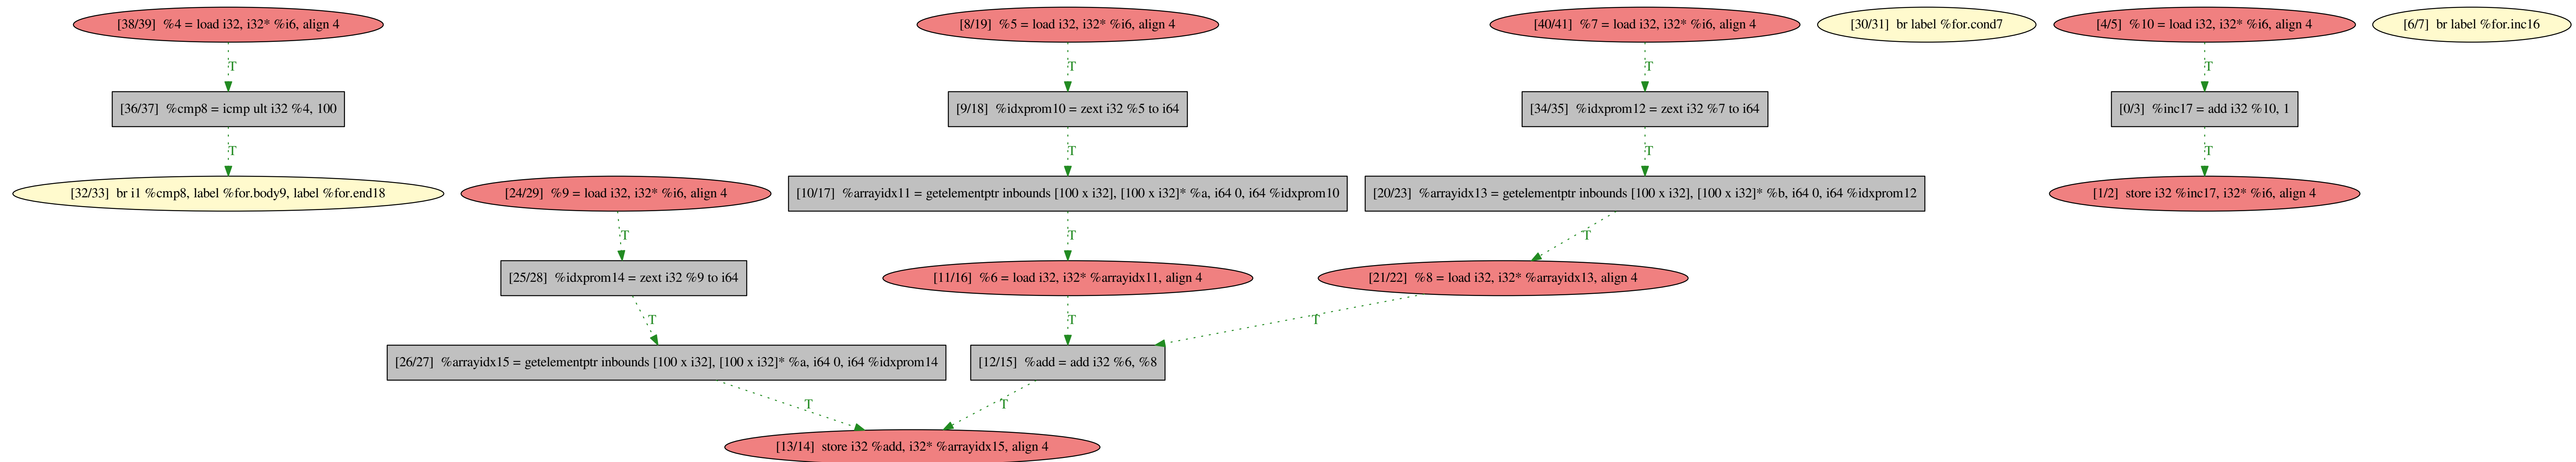 [38/39] %4 = load i32, i32* %i6, align 4
[8/19] %5 = load i32, i32* %i6, align 4
[40/41] %7 = load i32, i32* %i6, align 4
[30/31] br label %for.cond7
[4/5] %10 = load i32, i32* %i6, align 4
[6/7] br label %for.inc16
T
T
T
T
[36/37] %cmp8 = icmp ult i32 %4, 100
[9/18] %idxprom10 = zext i32 %5 to i64
[34/35] %idxprom12 = zext i32 %7 to i64
[0/3] %inc17 = add i32 %10, 1
T
T
T
T
[32/33] br i1 %cmp8, label %for.body9, label %for.end18
[24/29] %9 = load i32, i32* %i6, align 4
[10/17] %arrayidx11 = getelementptr inbounds [100 x i32], [100 x i32]* %a, i64 0, i64 %idxprom10
[20/23] %arrayidx13 = getelementptr inbounds [100 x i32], [100 x i32]* %b, i64 0, i64 %idxprom12
[1/2] store i32 %inc17, i32* %i6, align 4
T
T
T
[25/28] %idxprom14 = zext i32 %9 to i64
[11/16] %6 = load i32, i32* %arrayidx11, align 4
[21/22] %8 = load i32, i32* %arrayidx13, align 4
T
T
T
[26/27] %arrayidx15 = getelementptr inbounds [100 x i32], [100 x i32]* %a, i64 0, i64 %idxprom14
[12/15] %add = add i32 %6, %8
T
T
[13/14] store i32 %add, i32* %arrayidx15, align 4